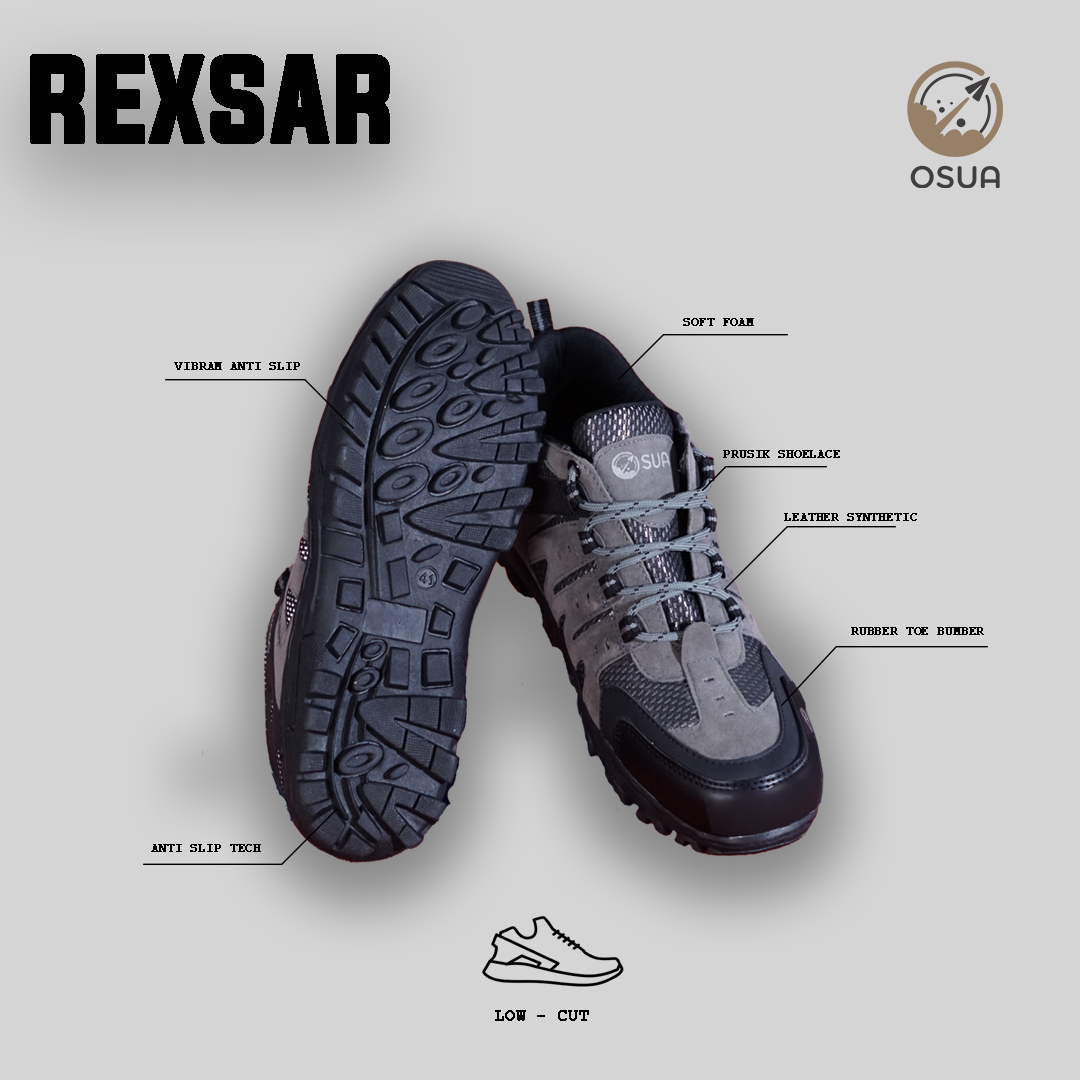 REXSAR
OSUA
SOFT FOAM
VIBRAM ANTI SLIP
PRUSIK SHOELACE
SUA
LEATHER SYNTHETIC
41
RUBBER TOE BUMBER
ANTI SLIP TECH
LOW - CUT